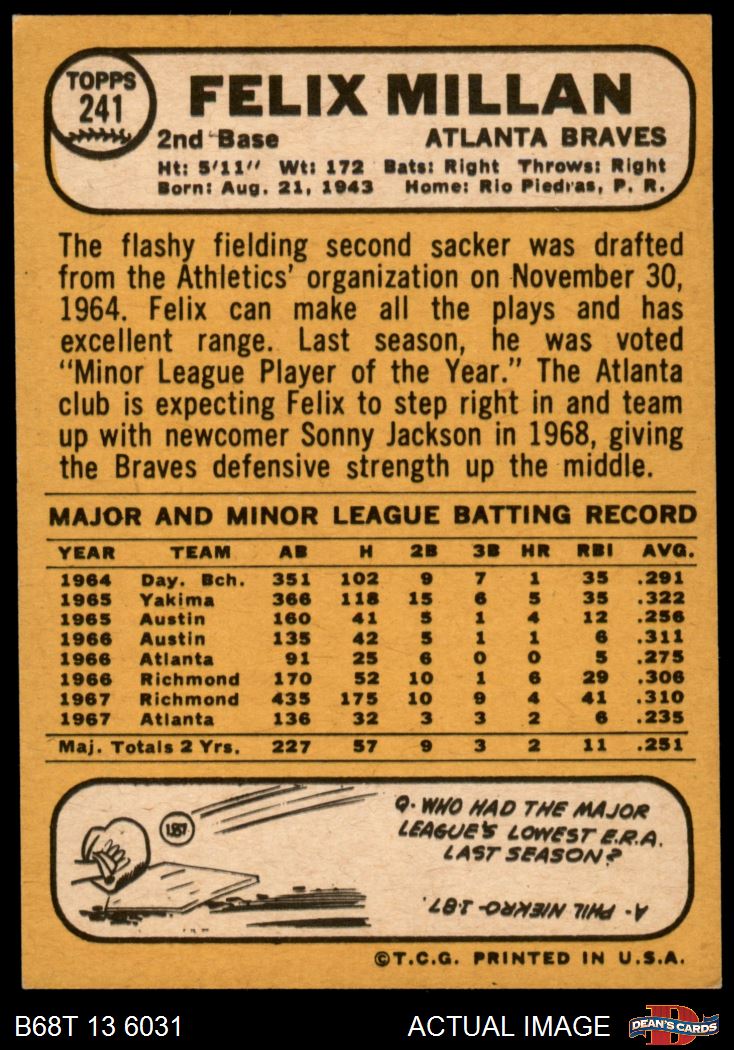 TOPPS
241
FELIX MILLAN
2nd Base ATLANTA BRAVES
Ht: 5'11" Wt: 172 Bats: Right Throws: Right
Born: Aug. 21, 1943 Home: Rio Piedras, P. R.
The flashy fielding second sacker was drafted
from the Athletics' organization on November 30,
1964. Felix can make all the plays and has
excellent range. Last season, he was voted
"Minor League Player of the Year." The Atlanta
club is expecting Felix to step right in and team
up with newcomer Sonny Jackson in 1968, giving
the Braves defensive strength up the middle.
MAJOR AND MINOR LEAGUE BATTING RECORD
YEAR TEAM AB H 2B 3B HR RBI AVG.
1964 Day. Bch. 351 102 9 7 1 35 .291
1965 Yakima 366 118 15 6 5 35 .322
1965 Austin 160 41 5 1 4 12 .256
1966 Austin 135 42 5 1 1 6 .311
1966 Atlanta 91 25 6 0 0 5 .275
1966 Richmond 170 52 10 1 6 29 .306
1967 Richmond 435 175 10 9 4 41 .310
1967 Atlanta 136 32 3 3 2 6 .235
Maj. Totals 2 Yrs. 227 57 9 3 2 11 .251
1.87
Q. WHO HAD THE MAJOR
LEAGUE'S LOWEST E.R.A.
LAST SEASON?
A. PHIL NIEKRO-1.87.
©T.C.G. PRINTED IN U.S.A.
B68T 13 6031 ACTUAL IMAGE
DEAN'S CARDS